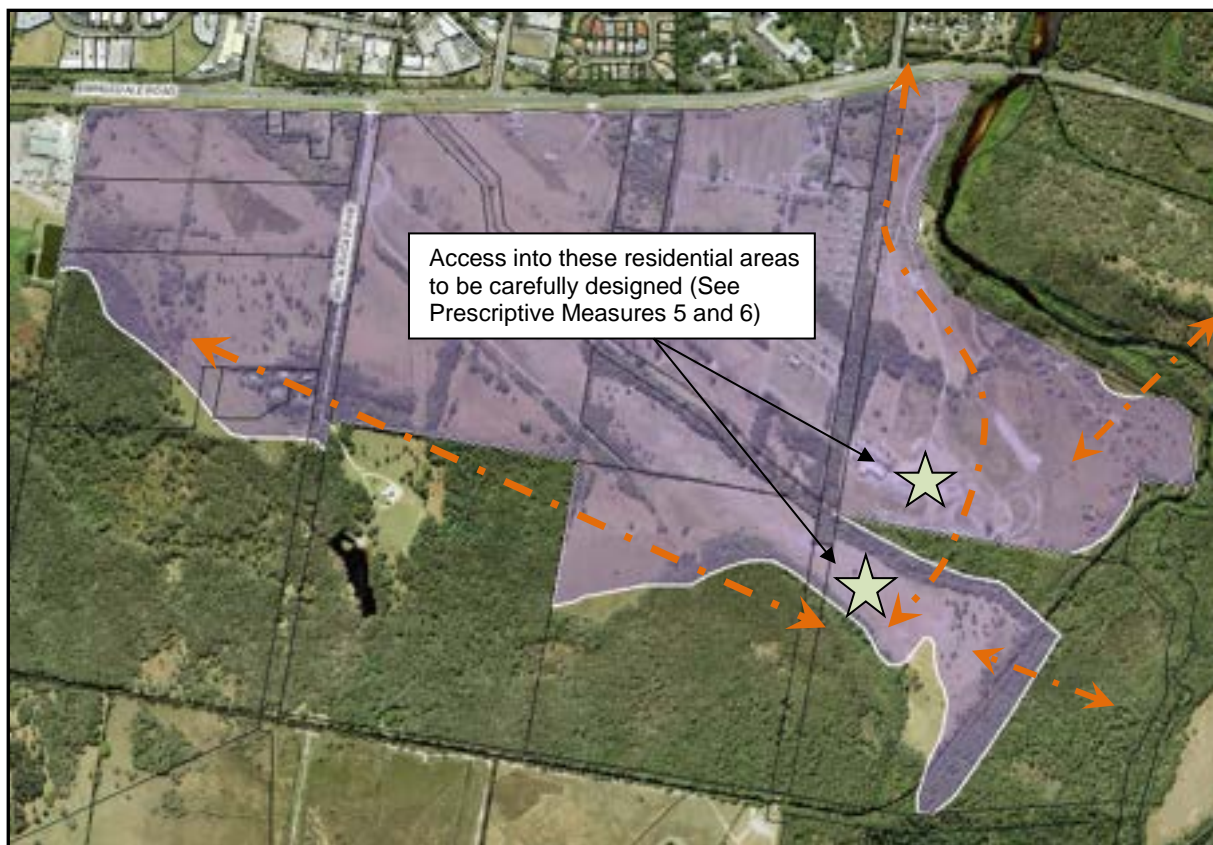 Access into these residential areas
to be carefully designed (See
Prescriptive Measures 5 and 6)